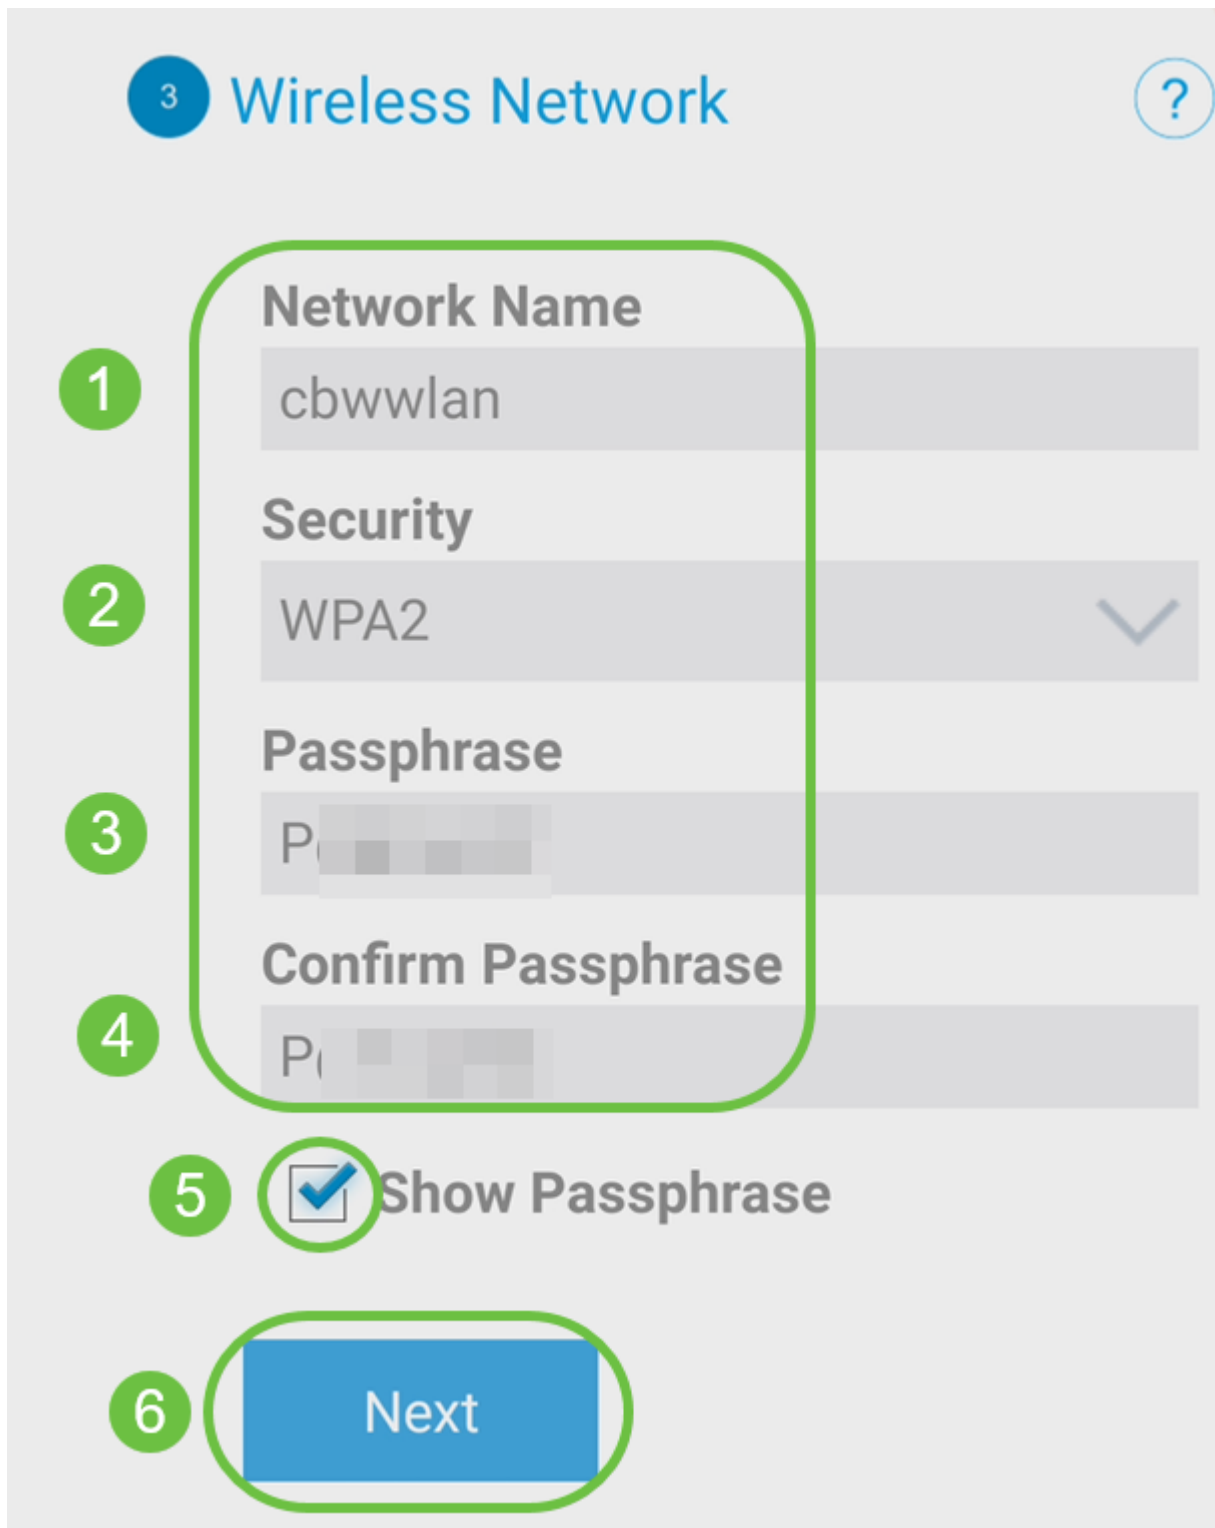 3 Wireless Network ?
Network Name
1 cbwwlan
Security
2 WPA2
Passphrase
3
Confirm Passphrase
4
5 Show Passphrase
6 Next